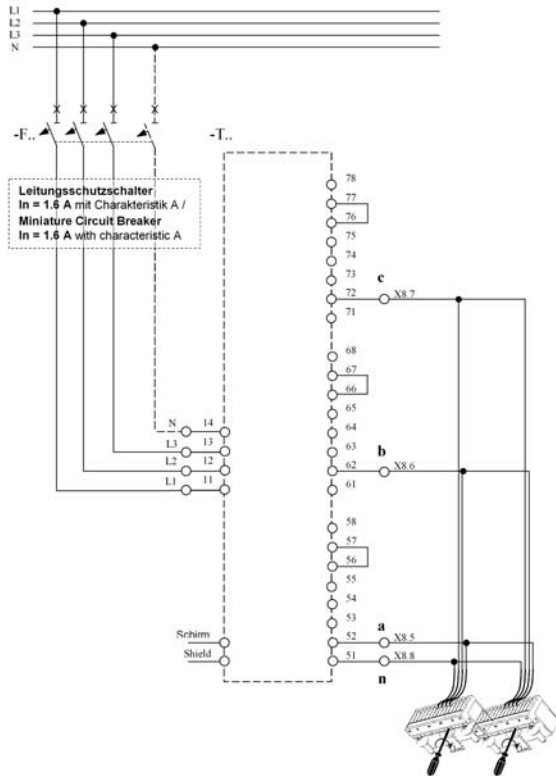 L1
L2
L3
N
-F..
-T..
Leitungsschutzschalter
In = 1.6 A mit Charakteristik A /
Miniature Circuit Breaker
In = 1.6 A with characteristic A
78
77
76
75
74
73
72
c
X8.7
71
68
67
66
65
64
63
62
b
X8.6
61
58
57
56
55
54
53
52
a
X8.5
51
n
X8.8
N
14
L3
13
L2
12
L1
11
Schirm
Shield